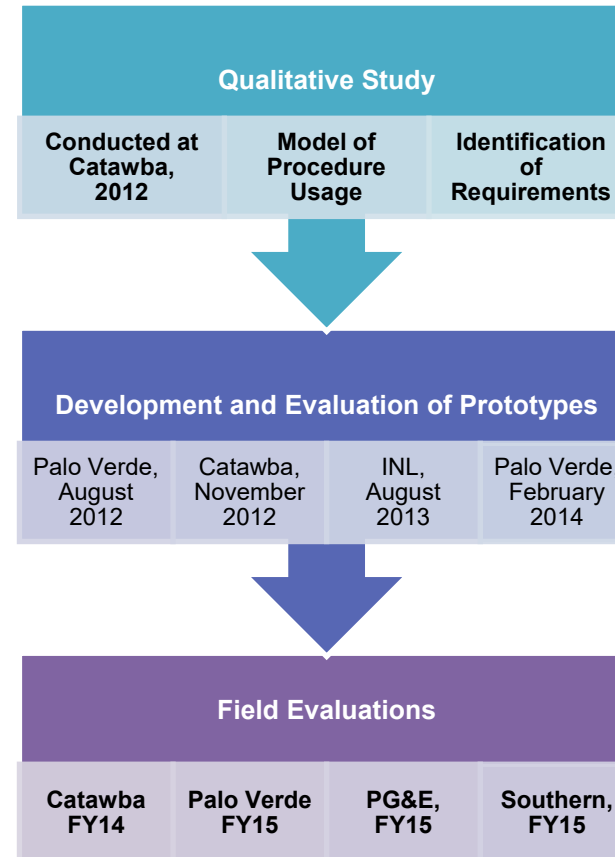 Qualitative Study
Conducted at
Catawba,
2012
Model of
Procedure
Usage
Identification
of
Requirements
Development and Evaluation of Prototypes
Palo Verde,
August
2012
Catawba,
November
2012
INL,
August
2013
Palo Verde
February
2014
Field Evaluations
Catawba
FY14
Palo Verde
FY15
PG&E,
FY15
Southern,
FY15